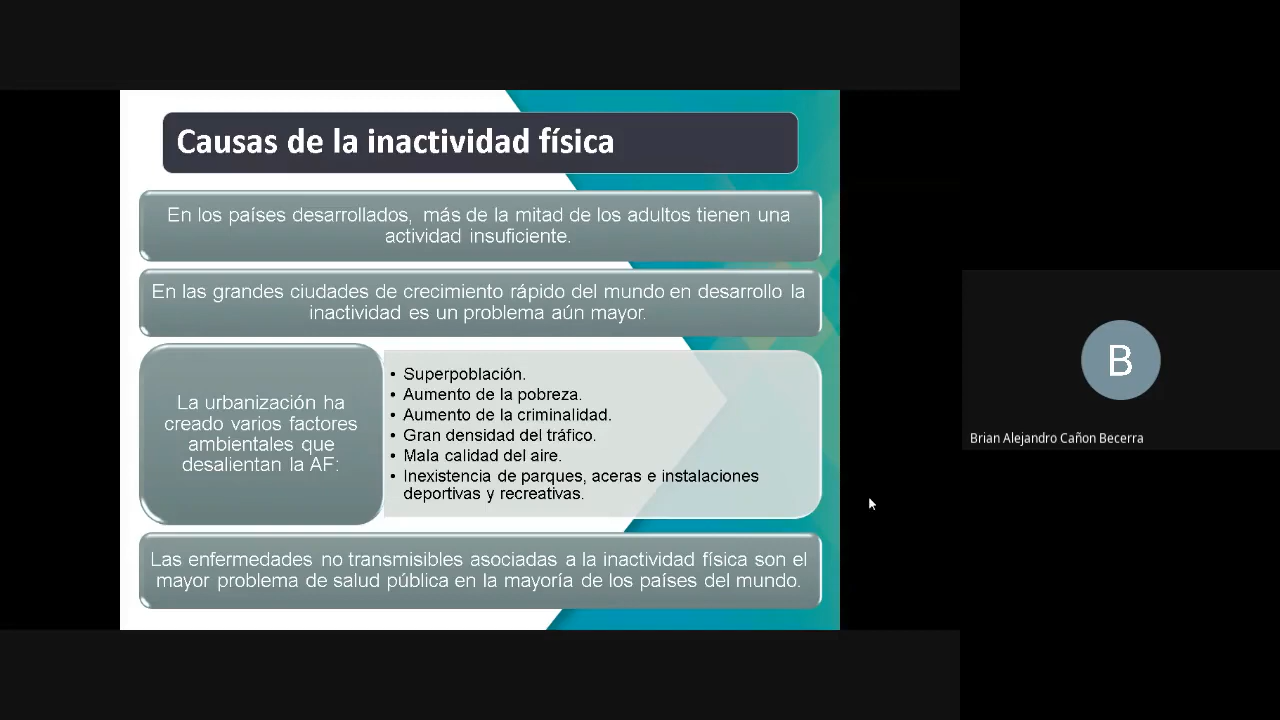 Causas de la inactividad física
En los países desarrollados, más de la mitad de los adultos tienen una
actividad insuficiente.
En las grandes ciudades de crecimiento rápido del mundo en desarrollo la
inactividad es un problema aún mayor.
La urbanización ha
creado varios factores
ambientales que
desalientan la AF:
• Superpoblación.
• Aumento de la pobreza.
• Aumento de la criminalidad.
• Gran densidad del tráfico.
• Mala calidad del aire.
• Inexistencia de parques, aceras e instalaciones
deportivas y recreativas.
Las enfermedades no transmisibles asociadas a la inactividad física son el
mayor problema de salud pública en la mayoría de los países del mundo.
B
Brian Alejandro Cañon Becerra